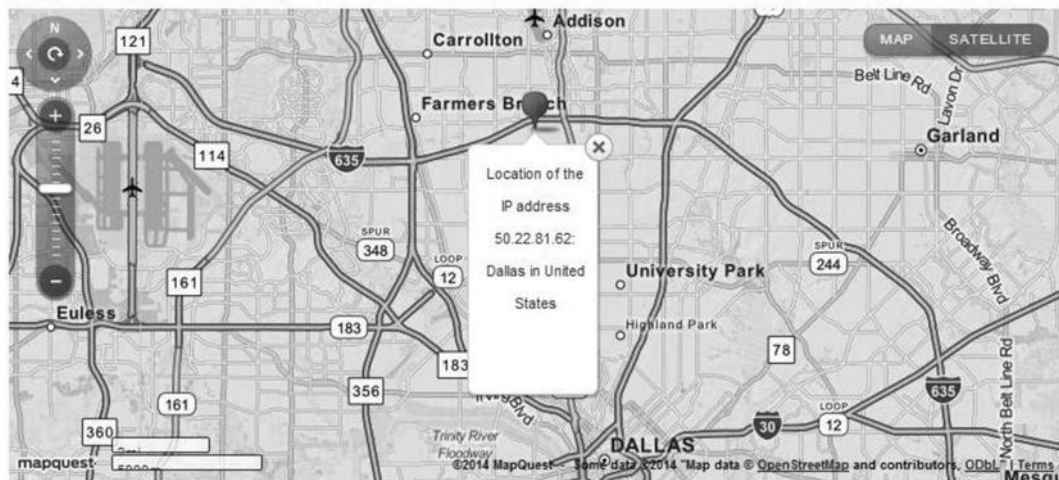 N
121
Addison
Carrollton
MAP
SATELLITE
4
Belt Line Rd
Lavon Dr
Farmers Branch
26
114
635
Garland
Location of the
IP address
50.22.81.62:
Dallas in United
States
SPUR
348
LOOP
12
161
University Park
SPUR
244
Broadway Blvd
Euless
183
Highland Park
183
78
356
635
161
LOOP
12
30
North Belt Line Rd
360
Trinity River
Floodway
DALLAS
mapquest
©2014 MapQuest - Some data ©2014 "Map data © OpenStreetMap and contributors, ODbL" | Terms